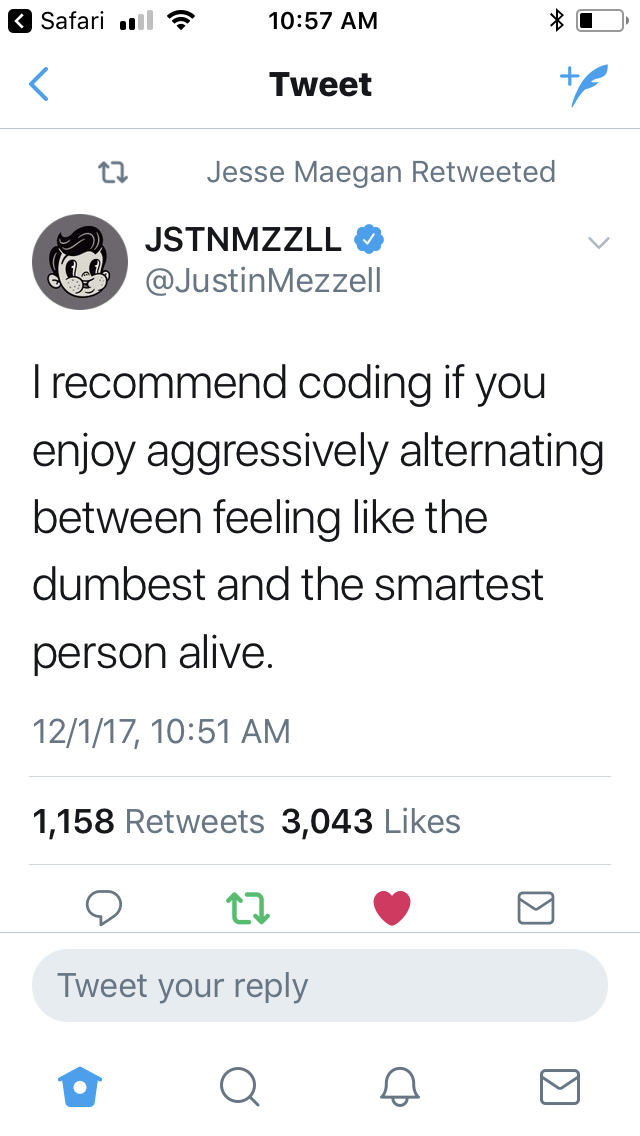 Safari 10:57 AM
Tweet
Jesse Maegan Retweeted
JSTNMZZLL
@JustinMezzell
I recommend coding if you
enjoy aggressively alternating
between feeling like the
dumbest and the smartest
person alive.
12/1/17, 10:51 AM
1,158 Retweets 3,043 Likes
Tweet your reply